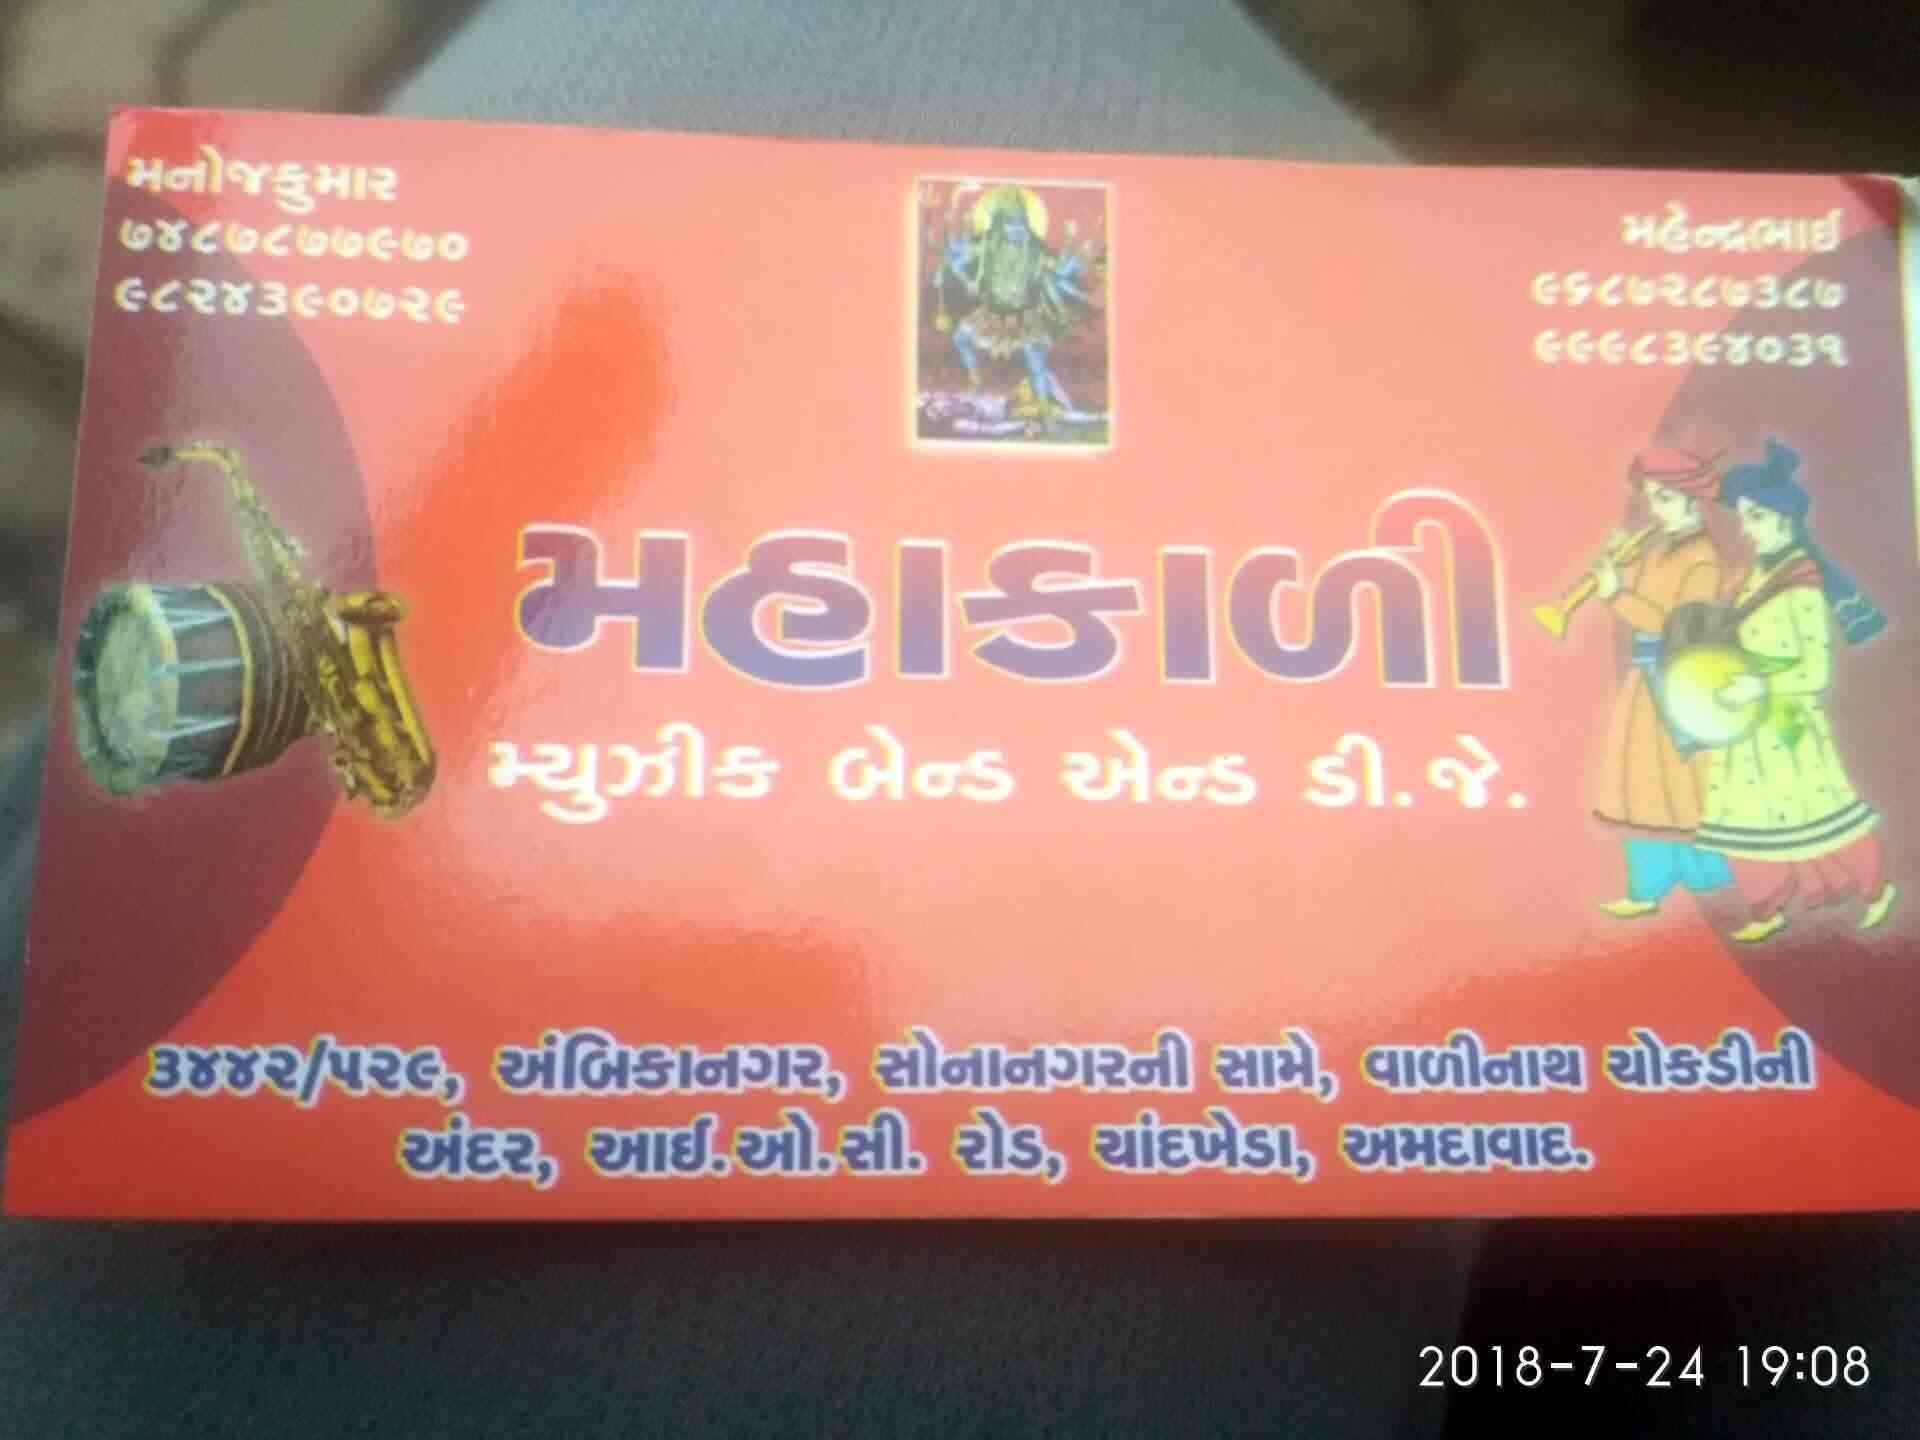 મનોજકુમાર
૭૪૮૭૮૭૭૯૭૦
૯૮૨૪૩૯૦૭૨૯
મહેન્દ્રભાઈ
૯૬૮૭૨૮૭૩૮૭
૯૯૯૮૩૯૪૦૩૧
મહાકાળી
મ્યુઝીક બેન્ડ એન્ડ ડી.જે.
૩૪૪૨/૫૨૯, અંબિકાનગર, સોનાનગરની સામે, વાળીનાથ ચોકડીની
અંદર, આઈ.ઓ.સી. રોડ, ચાંદખેડા, અમદાવાદ.
2018-7-24 19:08